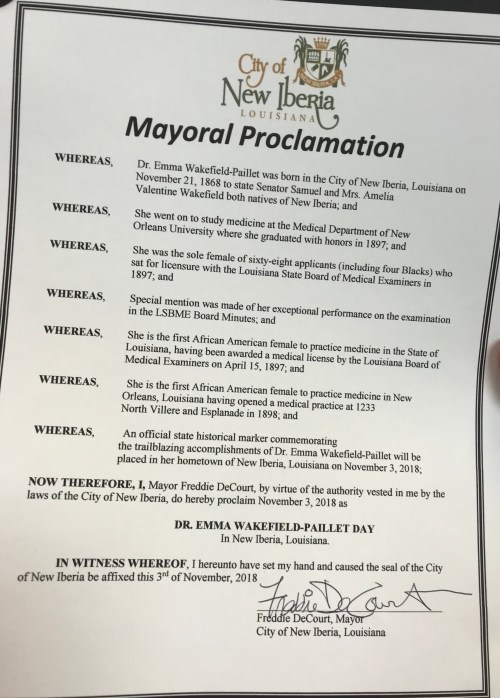 City of
New Iberia
LOUISIANA
Mayoral Proclamation
WHEREAS, Dr. Emma Wakefield-Paillet was born in the City of New Iberia, Louisiana on
November 21, 1868 to state Senator Samuel and Mrs. Amelia
Valentine Wakefield both natives of New Iberia; and
WHEREAS, She went on to study medicine at the Medical Department of New
Orleans University where she graduated with honors in 1897; and
WHEREAS, She was the sole female of sixty-eight applicants (including four Blacks) who
sat for licensure with the Louisiana State Board of Medical Examiners in
1897; and
WHEREAS, Special mention was made of her exceptional performance on the examination
in the LSBME Board Minutes; and
WHEREAS, She is the first African American female to practice medicine in the State of
Louisiana, having been awarded a medical license by the Louisiana Board of
Medical Examiners on April 15, 1897; and
WHEREAS, She is the first African American female to practice medicine in New
Orleans, Louisiana having opened a medical practice at 1233
North Villere and Esplanade in 1898; and
WHEREAS, An official state historical marker commemorating
the trailblazing accomplishments of Dr. Emma Wakefield-Paillet will be
placed in her hometown of New Iberia, Louisiana on November 3, 2018;
NOW THEREFORE, I, Mayor Freddie DeCourt, by virtue of the authority vested in me by the
laws of the City of New Iberia, do hereby proclaim November 3, 2018 as
DR. EMMA WAKEFIELD-PAILLET DAY
In New Iberia, Louisiana.
IN WITNESS WHEREOF, I hereunto have set my hand and caused the seal of the City
of New Iberia be affixed this 3rd of November, 2018
Freddie DeCourt
Freddie DeCourt, Mayor
City of New Iberia, Louisiana